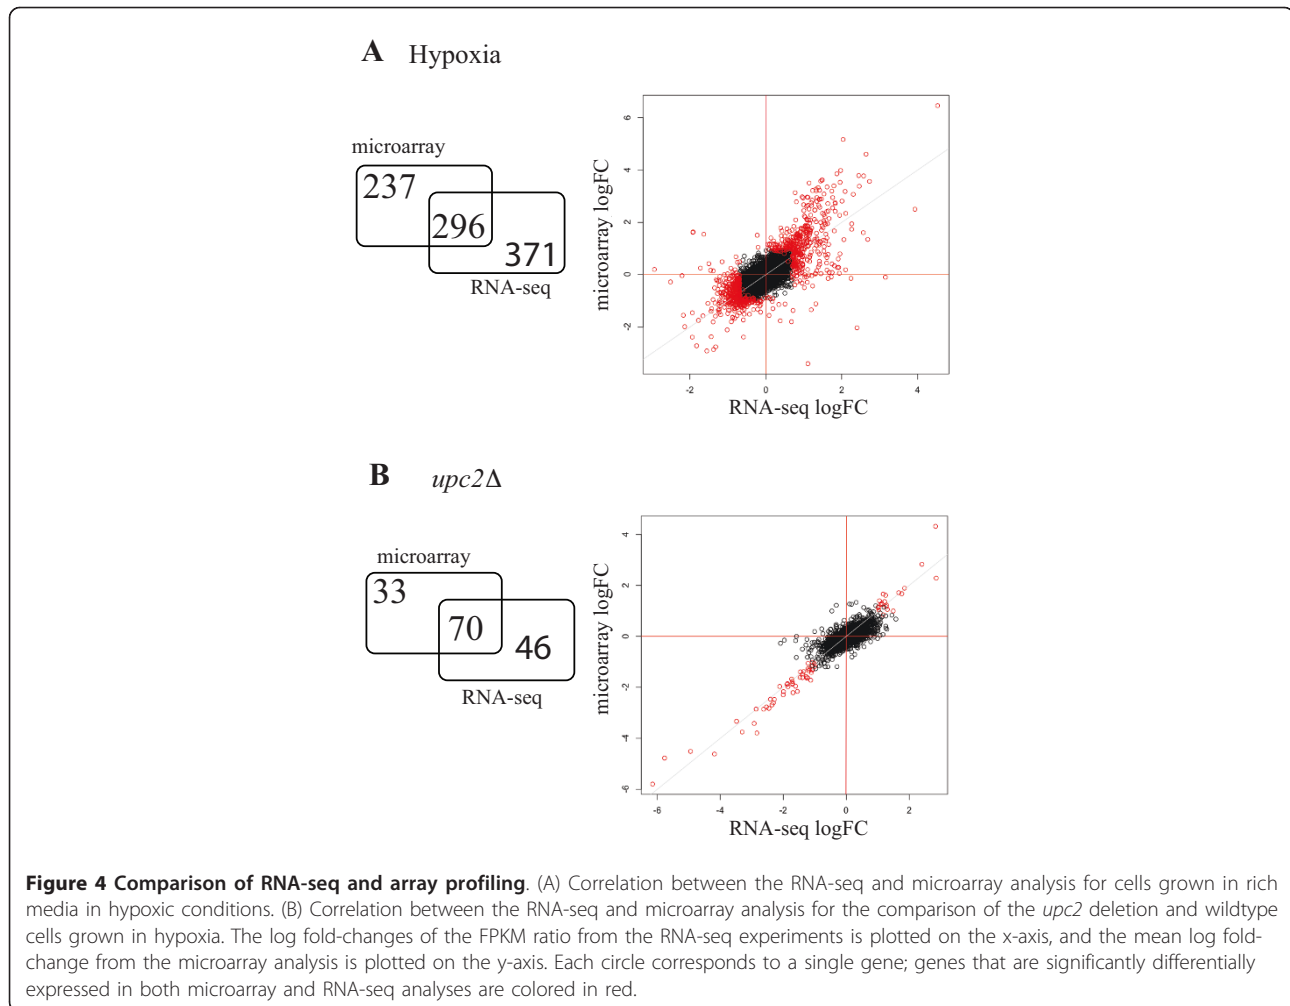 A Hypoxia
microarray
237
296
371
RNA-seq
microarray logFC
6
4
2
0
-2
-2
0
2
4
RNA-seq logFC
B upc2Δ
microarray
33
70
46
RNA-seq
microarray logFC
4
2
0
-2
-4
-6
-6
-4
-2
0
2
RNA-seq logFC
Figure 4 Comparison of RNA-seq and array profiling. (A) Correlation between the RNA-seq and microarray analysis for cells grown in rich
media in hypoxic conditions. (B) Correlation between the RNA-seq and microarray analysis for the comparison of the upc2 deletion and wildtype
cells grown in hypoxia. The log fold-changes of the FPKM ratio from the RNA-seq experiments is plotted on the x-axis, and the mean log fold-
change from the microarray analysis is plotted on the y-axis. Each circle corresponds to a single gene; genes that are significantly differentially
expressed in both microarray and RNA-seq analyses are colored in red.